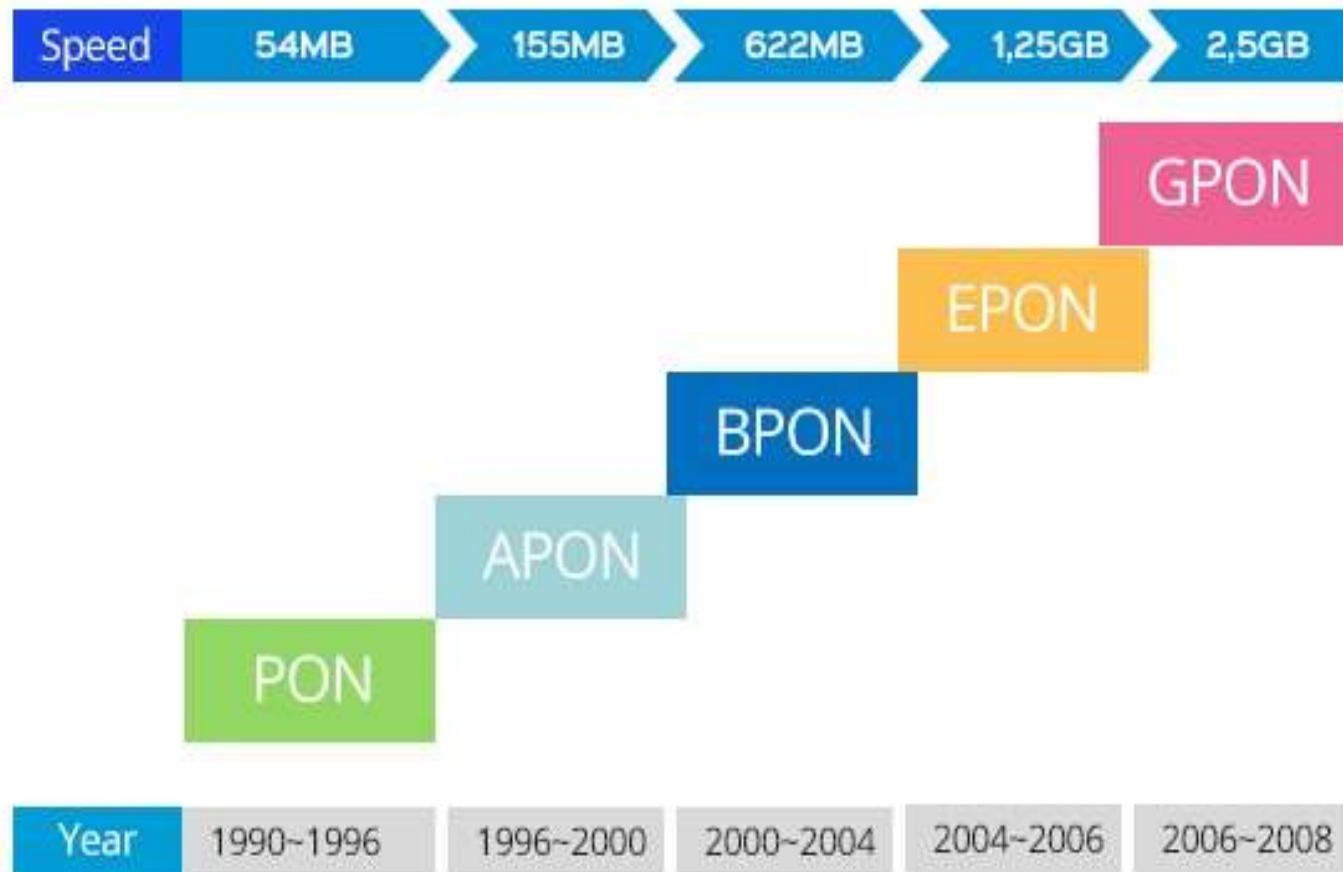 Speed 54MB 155MB 622MB 1,25GB 2,5GB
GPON
EPON
BPON
APON
PON
Year 1990~1996 1996~2000 2000~2004 2004~2006 2006~2008